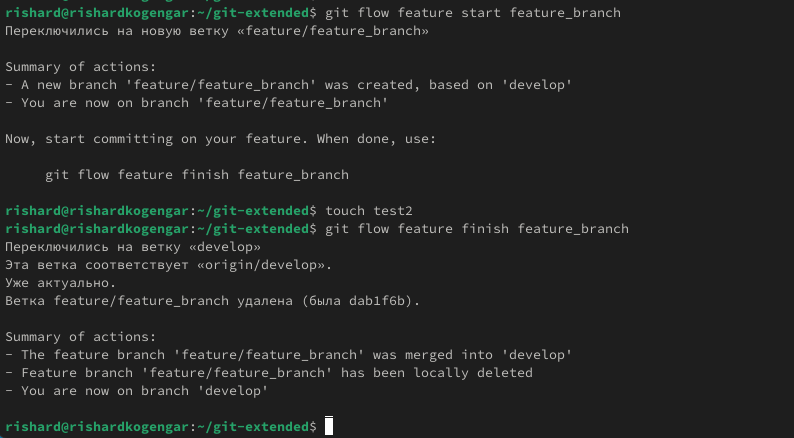 rishard@rishardkogengar:~/git-extended$ git flow feature start feature_branch
Переключились на новую ветку «feature/feature_branch»
Summary of actions:
- A new branch 'feature/feature_branch' was created, based on 'develop'
- You are now on branch 'feature/feature_branch'
Now, start committing on your feature. When done, use:
git flow feature finish feature_branch
rishard@rishardkogengar:~/git-extended$ touch test2
rishard@rishardkogengar:~/git-extended$ git flow feature finish feature_branch
Переключились на ветку «develop»
Эта ветка соответствует «origin/develop».
Уже актуально.
Ветка feature/feature_branch удалена (была dab1f6b).
Summary of actions:
- The feature branch 'feature/feature_branch' was merged into 'develop'
- Feature branch 'feature/feature_branch' has been locally deleted
- You are now on branch 'develop'
rishard@rishardkogengar:~/git-extended$